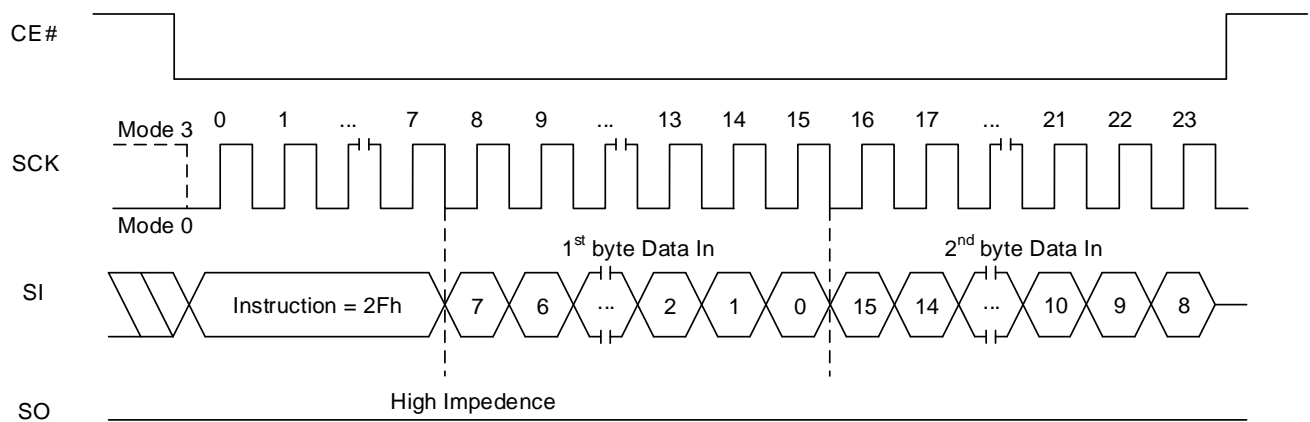 CE#
0 1 ... 7 8 9 ... 13 14 15 16 17 ... 21 22 23
Mode 3
SCK
Mode 0
1st byte Data In 2nd byte Data In
SI Instruction = 2Fh 7 6 ... 2 1 0 15 14 ... 10 9 8
High Impedence
SO